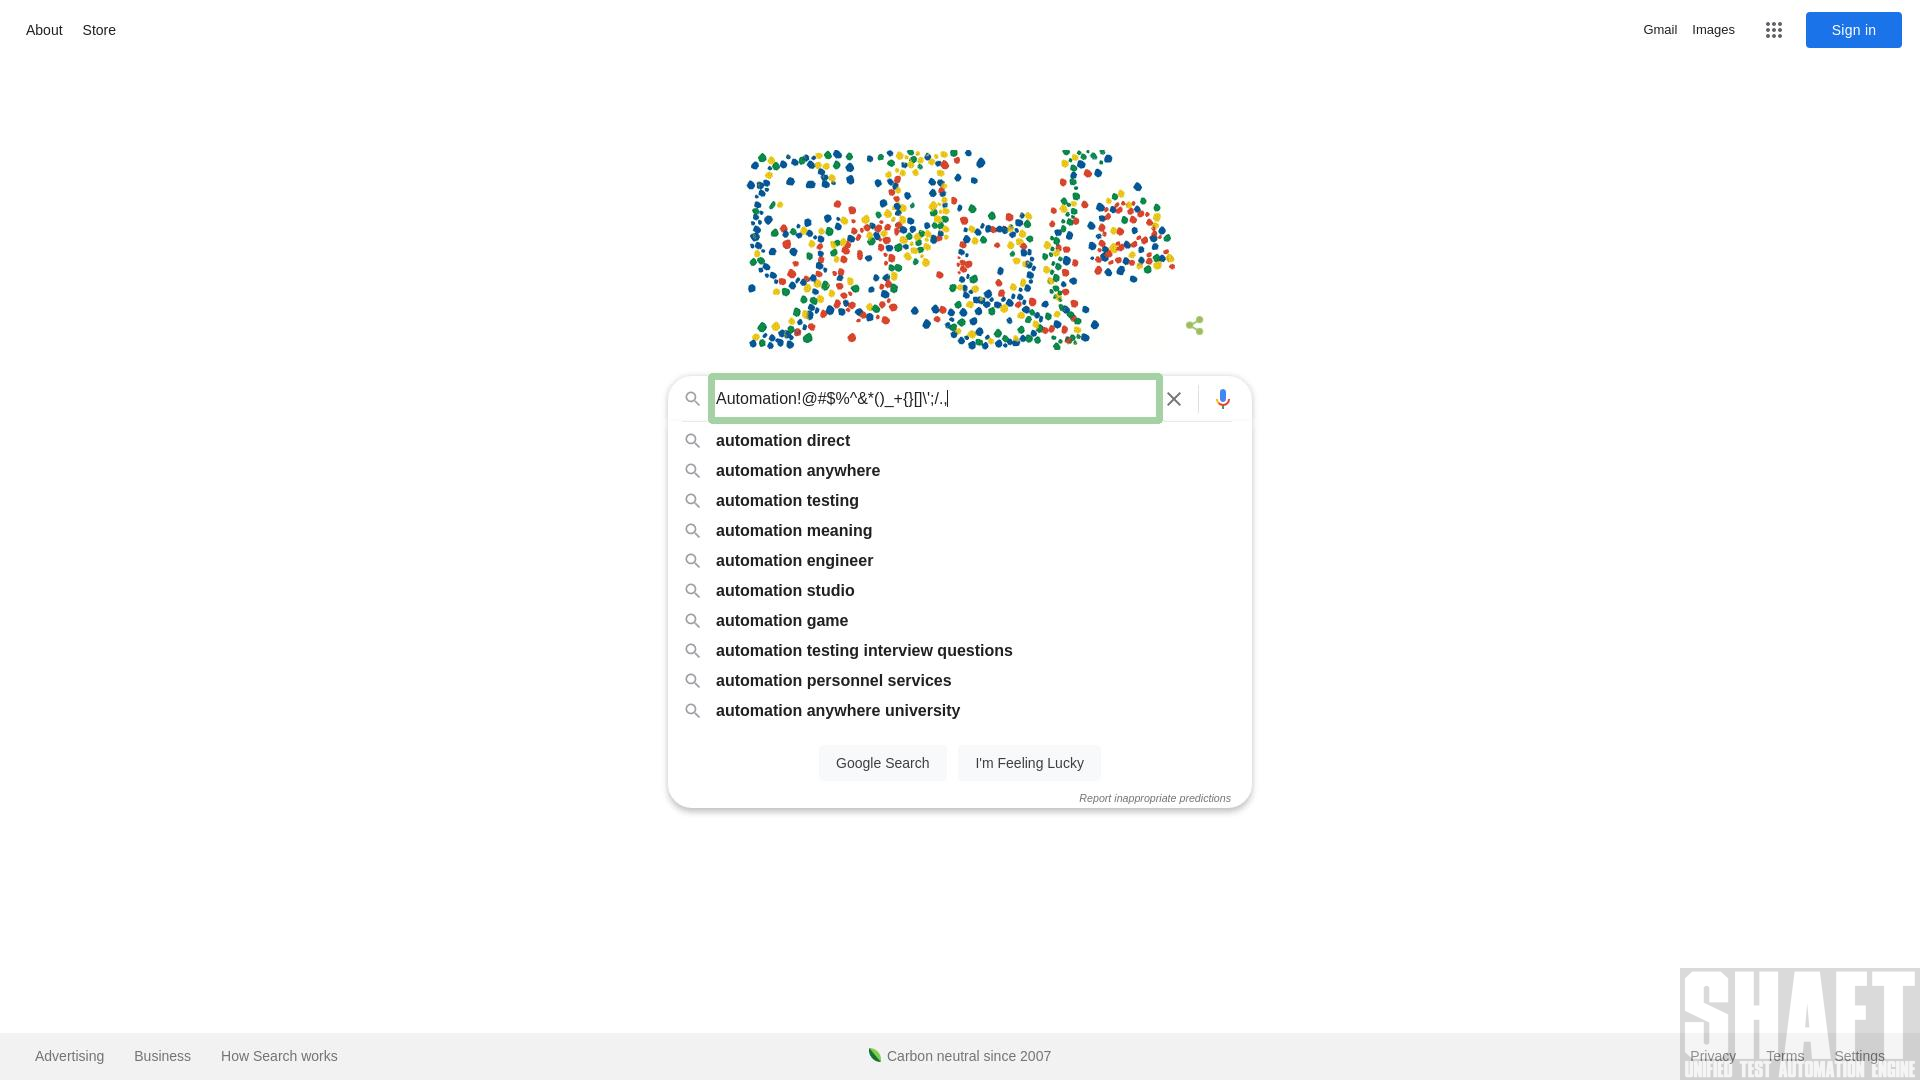 About Store Gmail Images Sign in
Automation!@#$%^&*()_+{}[]\';/.,
automation direct
automation anywhere
automation testing
automation meaning
automation engineer
automation studio
automation game
automation testing interview questions
automation personnel services
automation anywhere university
Google Search I'm Feeling Lucky
Report inappropriate predictions
SHAFT
Advertising Business How Search works Carbon neutral since 2007 Privacy Terms Settings
UNIFIED TEST AUTOMATION ENGINE